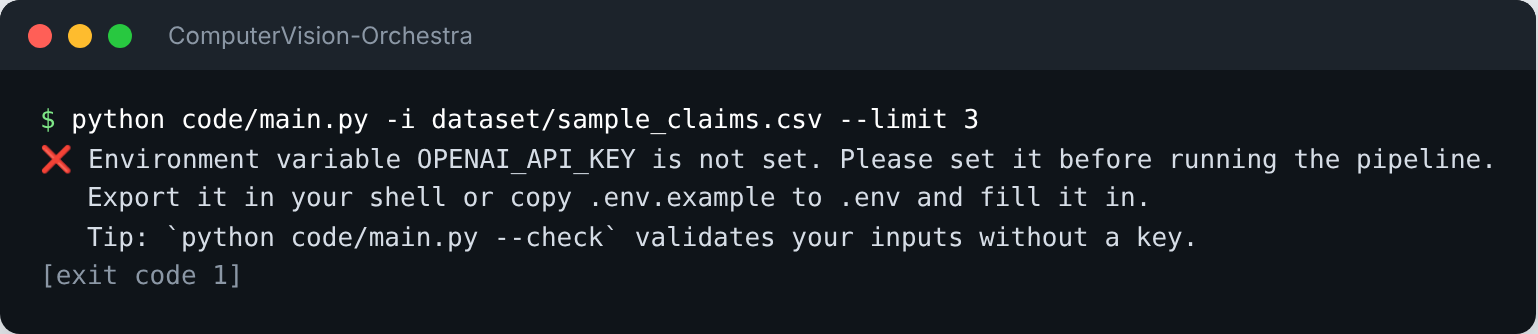 ComputerVision-Orchestra
$ python code/main.py -i dataset/sample_claims.csv --limit 3
❌ Environment variable OPENAI_API_KEY is not set. Please set it before running the pipeline.
Export it in your shell or copy .env.example to .env and fill it in.
Tip: `python code/main.py --check` validates your inputs without a key.
[exit code 1]